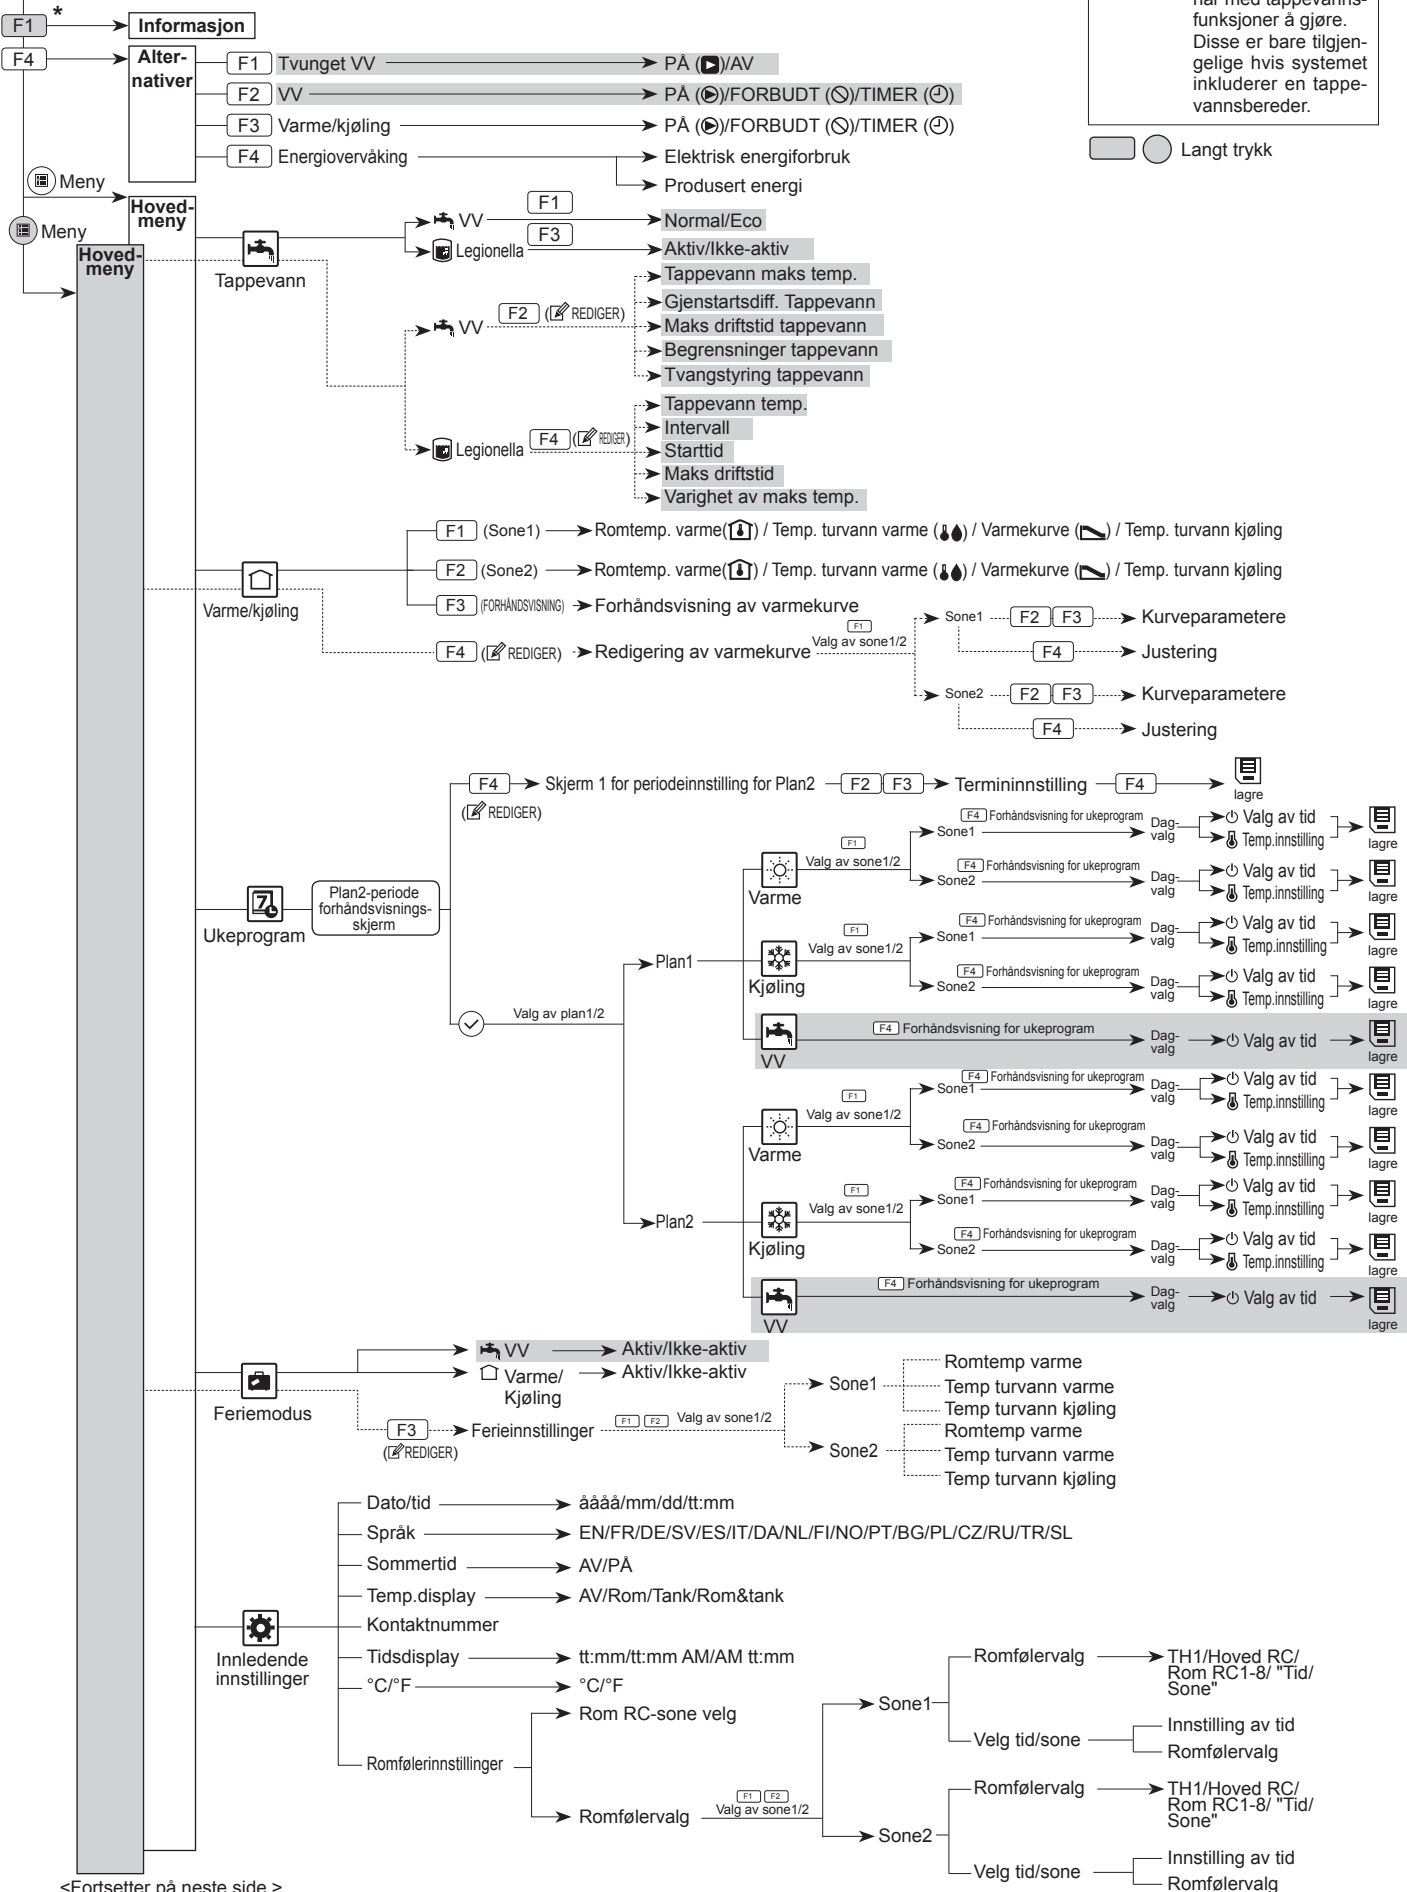 har med tappevanns-
funksjoner å gjøre.
Disse er bare tilgjen-
gelige hvis systemet
inkluderer en tappe-
vannsbereder.
Langt trykk
F1 * Informasjon
F4 Alter-
nativer
F1 Tvunget VV PÅ ( )/AV
F2 VV PÅ ( )/FORBUDT ( )/TIMER ( )
F3 Varme/kjøling PÅ ( )/FORBUDT ( )/TIMER ( )
F4 Energiovervåking Elektrisk energiforbruk
Produsert energi
Meny
Hoved-
meny
Meny
Hoved-
meny
Tappevann
VV F1 Normal/Eco
Legionella F3 Aktiv/Ikke-aktiv
VV F2 ( REDIGER)
Tappevann maks temp.
Gjenstartsdiff. Tappevann
Maks driftstid tappevann
Begrensninger tappevann
Tvangstyring tappevann
Legionella F4 ( REDIGER)
Tappevann temp.
Intervall
Starttid
Maks driftstid
Varighet av maks temp.
Varme/kjøling
F1 (Sone1) Romtemp. varme( ) / Temp. turvann varme ( ) / Varmekurve ( ) / Temp. turvann kjøling
F2 (Sone2) Romtemp. varme( ) / Temp. turvann varme ( ) / Varmekurve ( ) / Temp. turvann kjøling
F3 (FORHÅNDSVISNING) Forhåndsvisning av varmekurve
F4 ( REDIGER) Redigering av varmekurve
F1
Valg av sone1/2
Sone1 F2 F3 Kurveparametere
F4 Justering
Sone2 F2 F3 Kurveparametere
F4 Justering
Ukeprogram
7
Plan2-periode
forhåndsvisnings-
skjerm
F4 Skjerm 1 for periodeinnstilling for Plan2 F2 F3 Termininnstilling F4 lagre
( REDIGER)
Valg av plan1/2
Plan1
Varme
F1
Valg av sone1/2
Sone1
F4 Forhåndsvisning for ukeprogram
Dag-
valg
Valg av tid
Temp.innstilling
lagre
Sone2
F4 Forhåndsvisning for ukeprogram
Dag-
valg
Valg av tid
Temp.innstilling
lagre
Kjøling
F1
Valg av sone1/2
Sone1
F4 Forhåndsvisning for ukeprogram
Dag-
valg
Valg av tid
Temp.innstilling
lagre
Sone2
F4 Forhåndsvisning for ukeprogram
Dag-
valg
Valg av tid
Temp.innstilling
lagre
VV
F4 Forhåndsvisning for ukeprogram
Dag-
valg
Valg av tid
lagre
Plan2
Varme
F1
Valg av sone1/2
Sone1
F4 Forhåndsvisning for ukeprogram
Dag-
valg
Valg av tid
Temp.innstilling
lagre
Sone2
F4 Forhåndsvisning for ukeprogram
Dag-
valg
Valg av tid
Temp.innstilling
lagre
Kjøling
F1
Valg av sone1/2
Sone1
F4 Forhåndsvisning for ukeprogram
Dag-
valg
Valg av tid
Temp.innstilling
lagre
Sone2
F4 Forhåndsvisning for ukeprogram
Dag-
valg
Valg av tid
Temp.innstilling
lagre
VV
F4 Forhåndsvisning for ukeprogram
Dag-
valg
Valg av tid
lagre
Feriemodus
VV Aktiv/Ikke-aktiv
Varme/
Kjøling
Aktiv/Ikke-aktiv
F3 Ferieinnstillinger F1 F2 Valg av sone1/2
( REDIGER)
Sone1
Romtemp varme
Temp turvann varme
Temp turvann kjøling
Sone2
Romtemp varme
Temp turvann varme
Temp turvann kjøling
Innledende
innstillinger
Dato/tid åååå/mm/dd/tt:mm
Språk EN/FR/DE/SV/ES/IT/DA/NL/FI/NO/PT/BG/PL/CZ/RU/TR/SL
Sommertid AV/PÅ
Temp.display AV/Rom/Tank/Rom&tank
Kontaktnummer
Tidsdisplay tt:mm/tt:mm AM/AM tt:mm
°C/°F °C/°F
Romfølerinnstillinger
Rom RC-sone velg
Romfølervalg
F1 F2
Valg av sone1/2
Sone1
Romfølervalg
TH1/Hoved RC/
Rom RC1-8/ "Tid/
Sone"
Velg tid/sone
Innstilling av tid
Romfølervalg
Sone2
Romfølervalg
TH1/Hoved RC/
Rom RC1-8/ "Tid/
Sone"
Velg tid/sone
Innstilling av tid
Romfølervalg
<Fortsetter på neste side.>